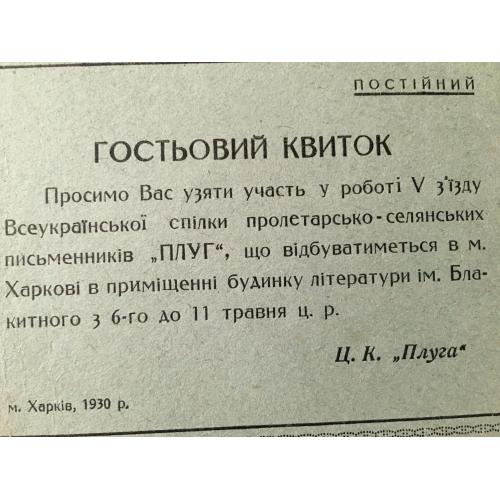 ПОСТІЙНИЙ
ГОСТЬОВИЙ КВИТОК
Просимо Вас узяти участь у роботі V з'їзду
Всеукраїнської спілки пролетарсько-селянських
письменників „ПЛУГ“, що відбуватиметься в м.
Харкові в приміщенні будинку літератури ім. Бла-
китного з 6-го до 11 травня ц. р.
Ц. К. „Плуга“
м. Харків, 1930 р.